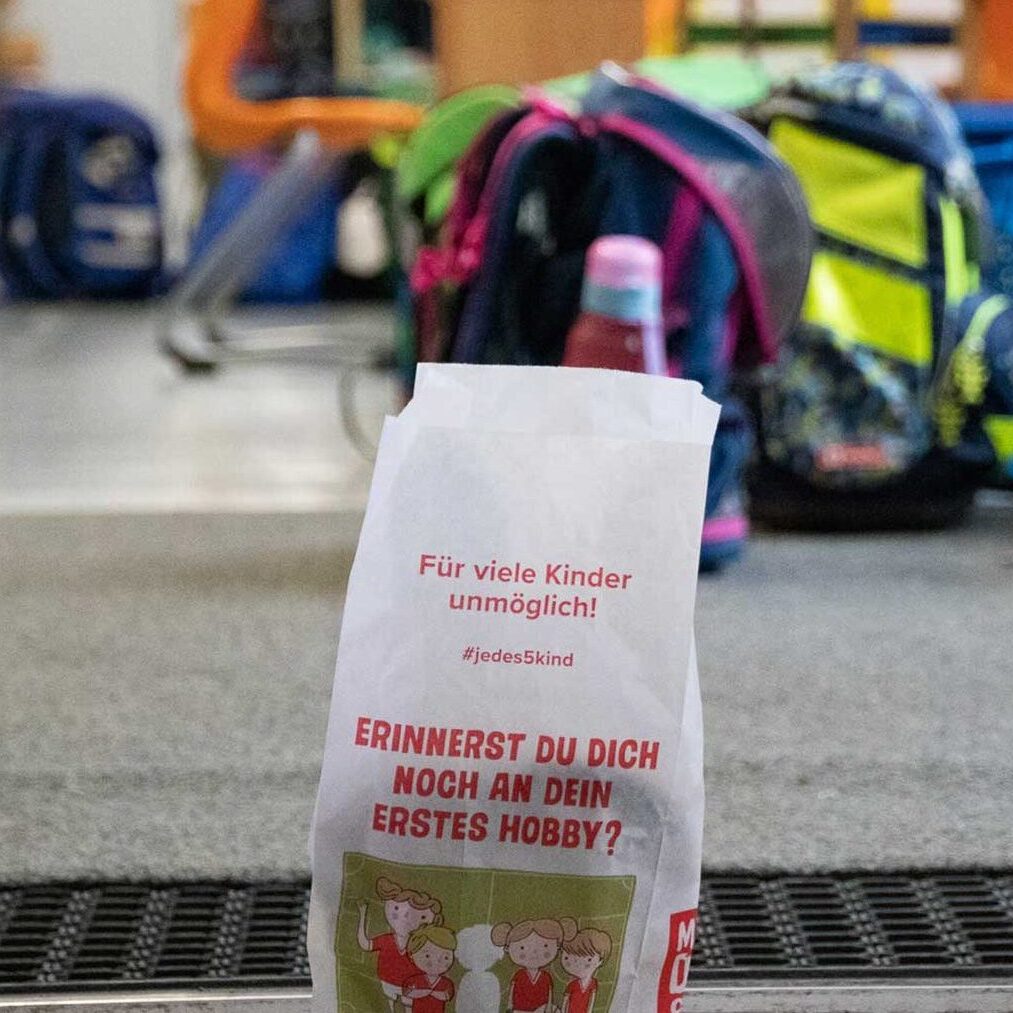 Für viele Kinder
unmöglich!
#jedes5kind
ERINNERST DU DICH
NOCH AN DEIN
ERSTES HOBBY?